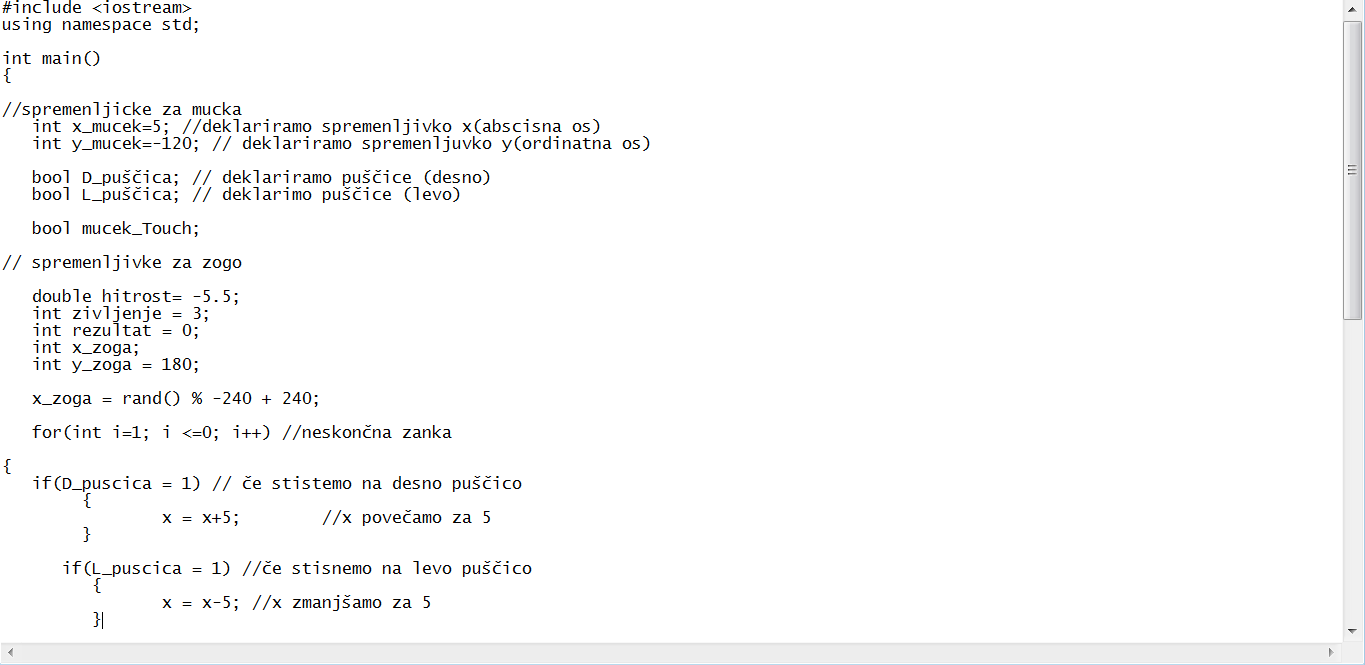 #include <iostream>
using namespace std;

int main()
{

//spremenljicke za mucka
   int x_mucek=5; //deklariramo spremenljivko x(abscisna os)
   int y_mucek=-120; // deklariramo spremenljuvko y(ordinatna os)

   bool D_puščica; // deklariramo puščice (desno)
   bool L_puščica; // deklarimo puščice (levo)

   bool mucek_Touch;

// spremenljivke za zogo

   double hitrost= -5.5;
   int zivljenje = 3;
   int rezultat = 0;
   int x_zoga;
   int y_zoga = 180;

   x_zoga = rand() % -240 + 240;

   for(int i=1; i <=0; i++) //neskončna zanka

{
   if(D_puscica = 1) // če stistemo na desno puščico
        {
                x = x+5;        //x povečamo za 5
        }

      if(L_puscica = 1) //če stisnemo na levo puščico
         {
                x = x-5; //x zmanjšamo za 5
         }